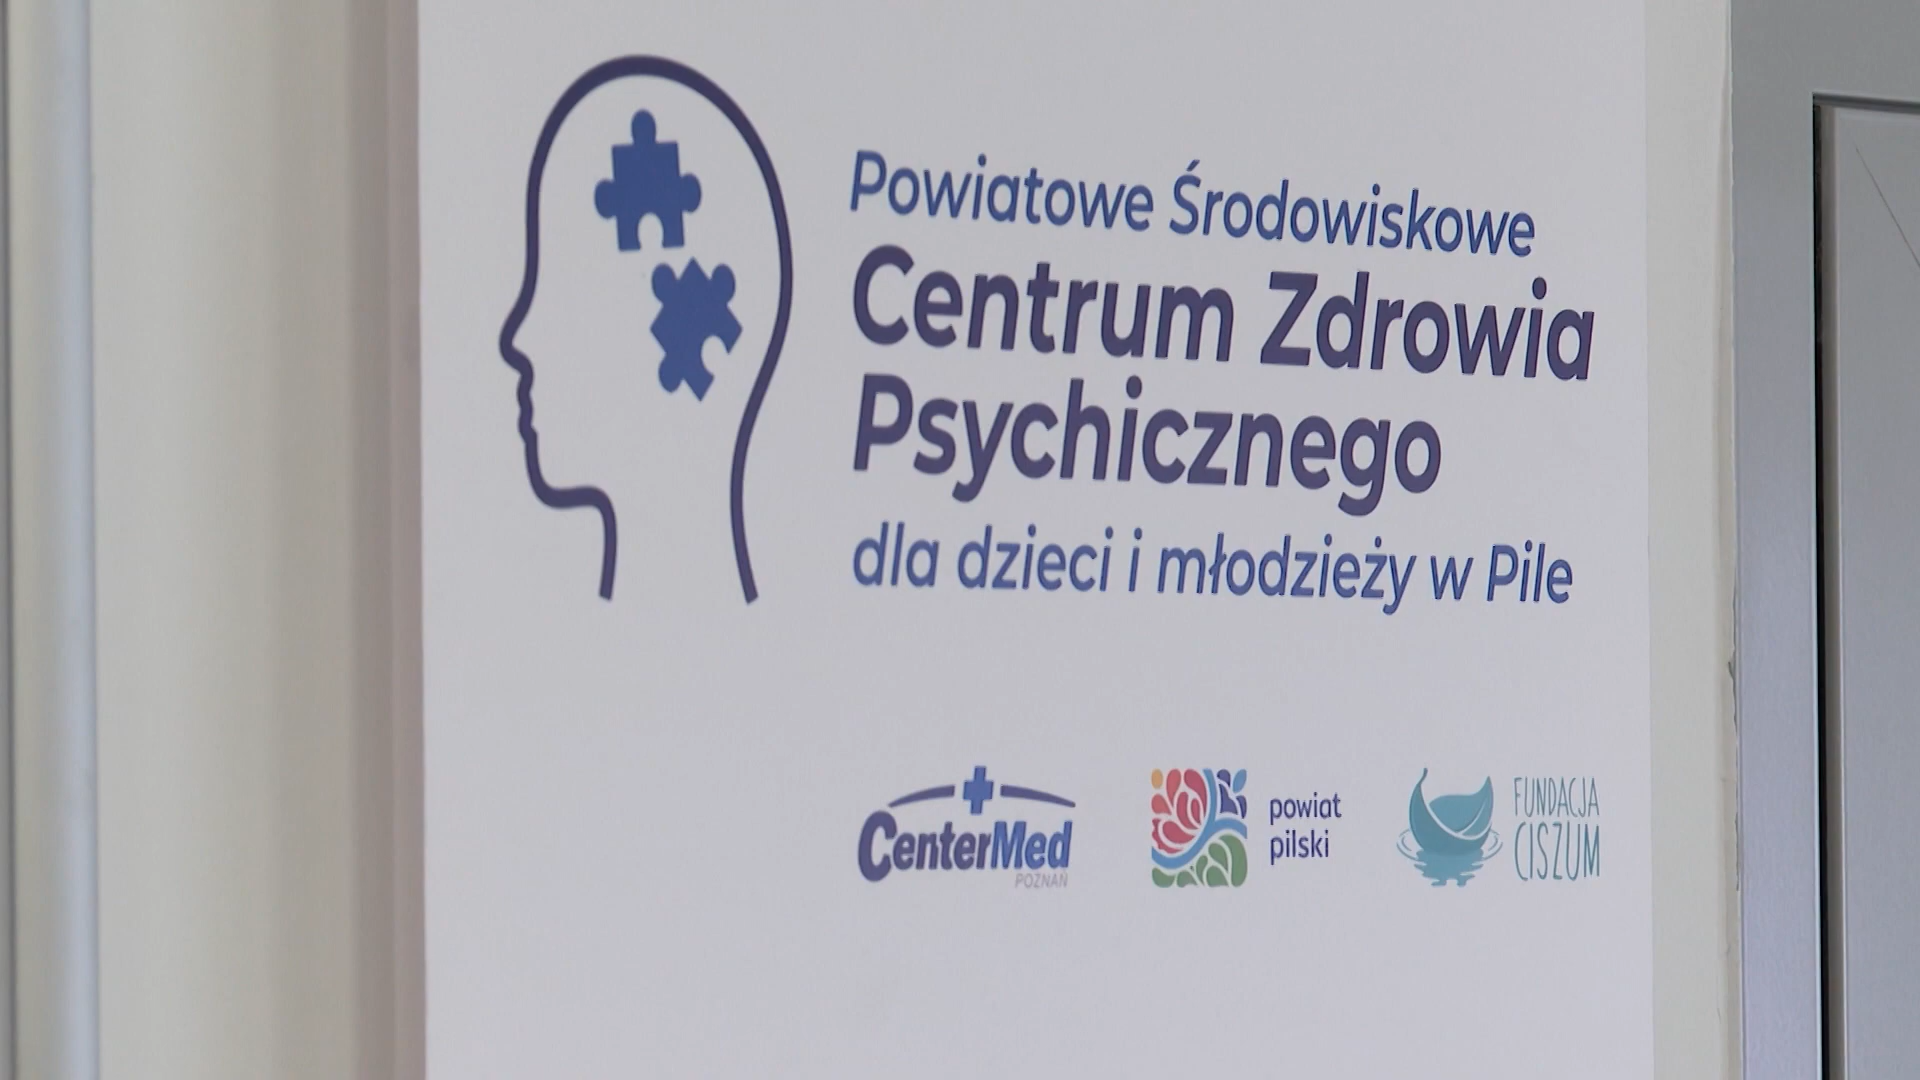 Powiatowe Środowiskowe
Centrum Zdrowia
Psychicznego
dla dzieci i młodzieży w Pile
CenterMed
POZNAŃ
powiat
pilski
FUNDACJA
CISZUM